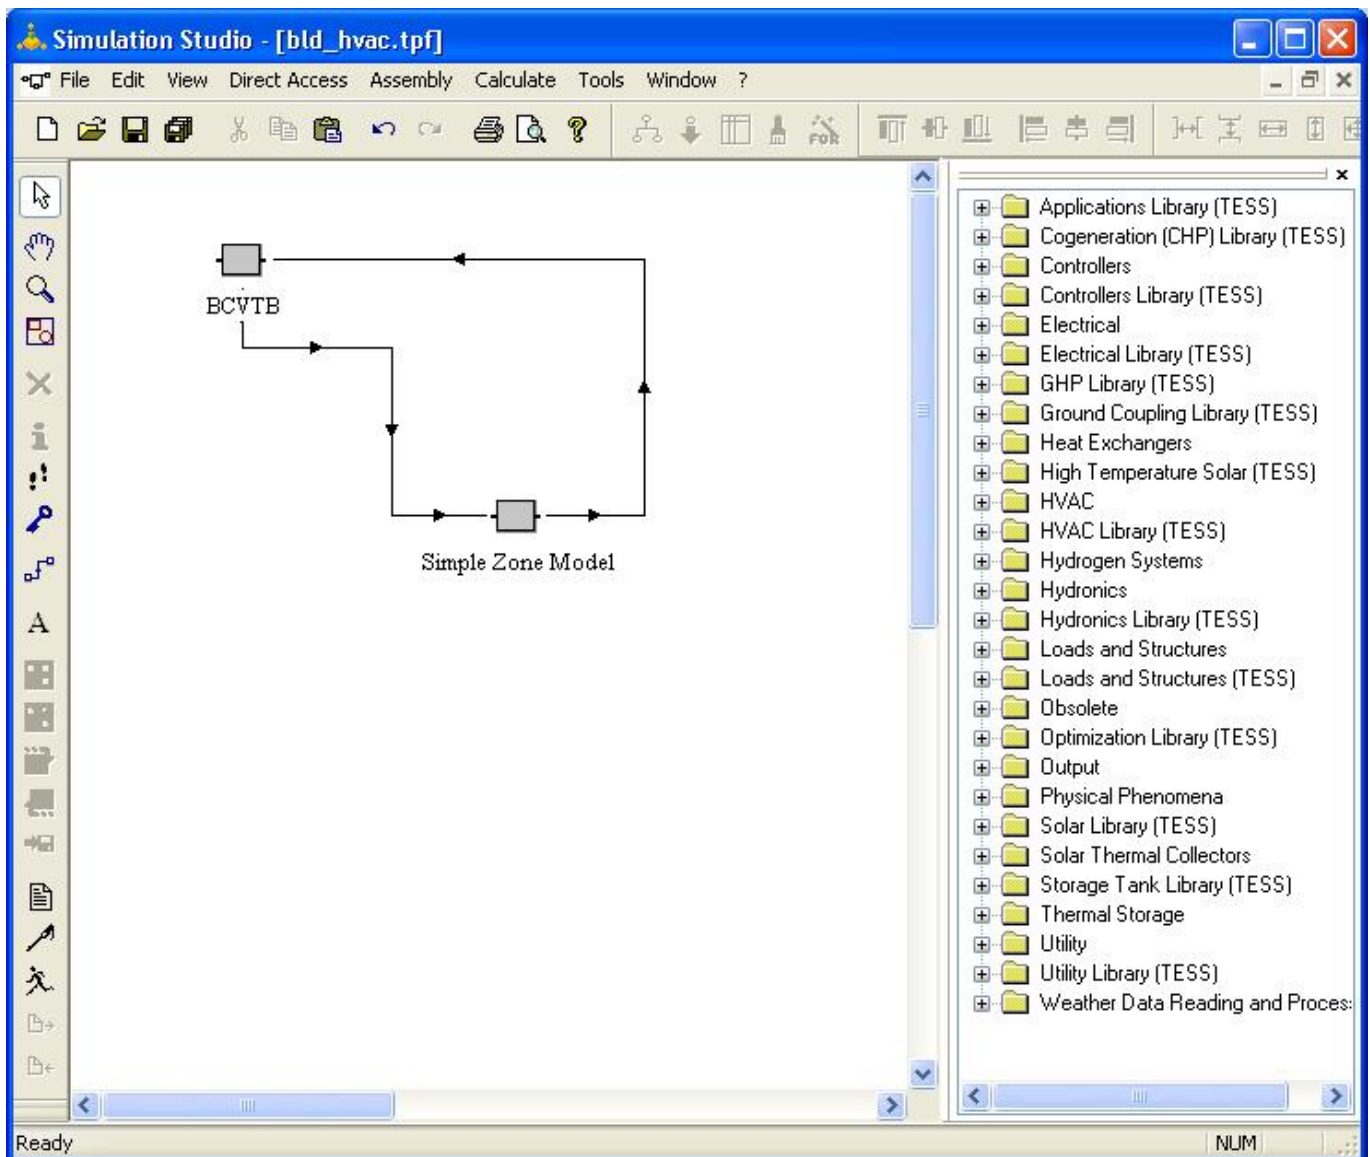 Simulation Studio - [bld_hvac.tpf]
File Edit View Direct Access Assembly Calculate Tools Window ?
FOR
BCVTB
Simple Zone Model
A
Applications Library (TESS)
Cogeneration (CHP) Library (TESS)
Controllers
Controllers Library (TESS)
Electrical
Electrical Library (TESS)
GHP Library (TESS)
Ground Coupling Library (TESS)
Heat Exchangers
High Temperature Solar (TESS)
HVAC
HVAC Library (TESS)
Hydrogen Systems
Hydronics
Hydronics Library (TESS)
Loads and Structures
Loads and Structures (TESS)
Obsolete
Optimization Library (TESS)
Output
Physical Phenomena
Solar Library (TESS)
Solar Thermal Collectors
Storage Tank Library (TESS)
Thermal Storage
Utility
Utility Library (TESS)
Weather Data Reading and Proces
Ready
NUM